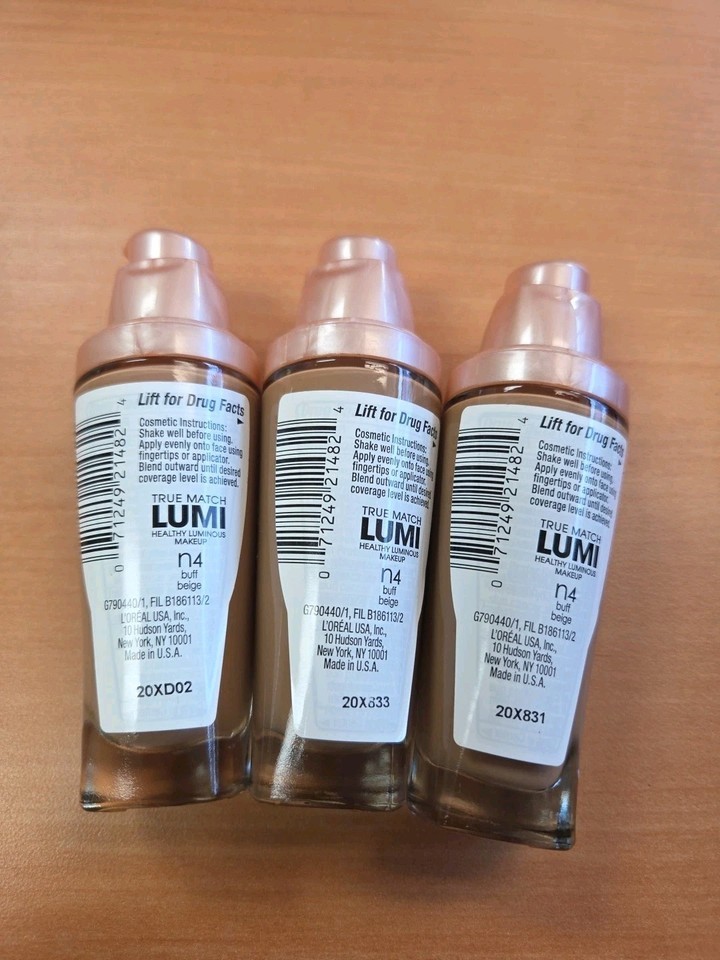 Lift for Drug Facts
Cosmetic Instructions:
Shake well before using.
Apply evenly onto face using
fingertips or applicator.
Blend outward until desired
coverage level is achieved.
0 71249 21482 4
TRUE MATCH
LUMI
HEALTHY LUMINOUS
MAKEUP
n4
buff
beige
G790440/1, FIL B186113/2
L'ORÉAL USA, Inc.,
10 Hudson Yards,
New York, NY 10001
Made in U.S.A.
20XD02
Lift for Drug Facts
Cosmetic Instructions:
Shake well before using.
Apply evenly onto face using
fingertips or applicator.
Blend outward until desired
coverage level is achieved.
0 71249 21482 4
TRUE MATCH
LUMI
HEALTHY LUMINOUS
MAKEUP
n4
buff
beige
G790440/1, FIL B186113/2
L'ORÉAL USA, Inc.,
10 Hudson Yards,
New York, NY 10001
Made in U.S.A.
20X833
Lift for Drug Facts
Cosmetic Instructions:
Shake well before using.
Apply evenly onto face using
fingertips or applicator.
Blend outward until desired
coverage level is achieved.
0 71249 21482 4
TRUE MATCH
LUMI
HEALTHY LUMINOUS
MAKEUP
n4
buff
beige
G790440/1, FIL B186113/2
L'ORÉAL USA, Inc.,
10 Hudson Yards,
New York, NY 10001
Made in U.S.A.
20X831